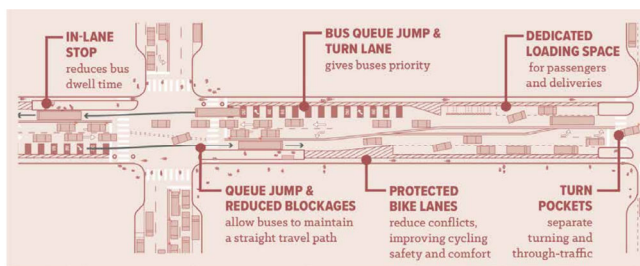 IN-LANE
STOP
reduces bus
dwell time
BUS QUEUE JUMP &
TURN LANE
gives buses priority
DEDICATED
LOADING SPACE
for passengers
and deliveries
QUEUE JUMP &
REDUCED BLOCKAGES
allow buses to maintain
a straight travel path
PROTECTED
BIKE LANES
reduce conflicts,
improving cycling
safety and comfort
TURN
POCKETS
separate
turning and
through-traffic